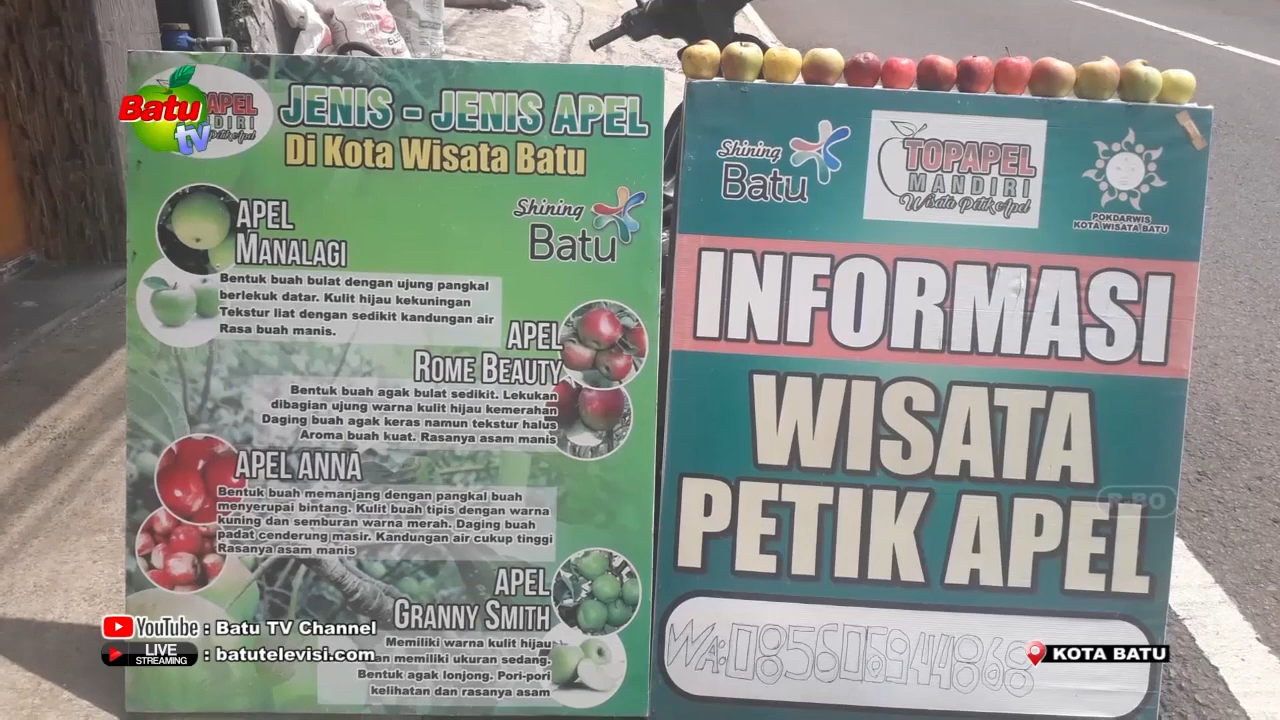 Batu
tv
APEL
DIRI
Petik Apel
JENIS - JENIS APEL
Di Kota Wisata Batu
Shining
Batu
APEL
MANALAGI
Bentuk buah bulat dengan ujung pangkal
berlekuk datar. Kulit hijau kekuningan
Tekstur liat dengan sedikit kandungan air
Rasa buah manis.
APEL
ROME BEAUTY
Bentuk buah agak bulat sedikit. Lekukan
dibagian ujung warna kulit hijau kemerahan
Daging buah agak keras namun tekstur halus
Aroma buah kuat. Rasanya asam manis
APEL ANNA
Bentuk buah memanjang dengan pangkal buah
menyerupai bintang. Kulit buah tipis dengan warna
kuning dan semburan warna merah. Daging buah
padat cenderung masir. Kandungan air cukup tinggi
Rasanya asam manis
APEL
GRANNY SMITH
Memiliki warna kulit hijau
dan memiliki ukuran sedang.
Bentuk agak lonjong. Pori-pori
kelihatan dan rasanya asam
Shining
Batu
TOPAPEL
MANDIRI
Wisata Petik Apel
POKDARWIS
KOTA WISATA BATU
INFORMASI
WISATA
PETIK APEL
R-BO
YouTube : Batu TV Channel
LIVE
STREAMING : batutelevisi.com
KOTA BATU